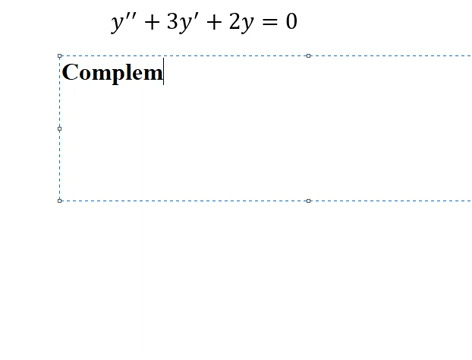 y′′ + 3y′ + 2y = 0
Complem